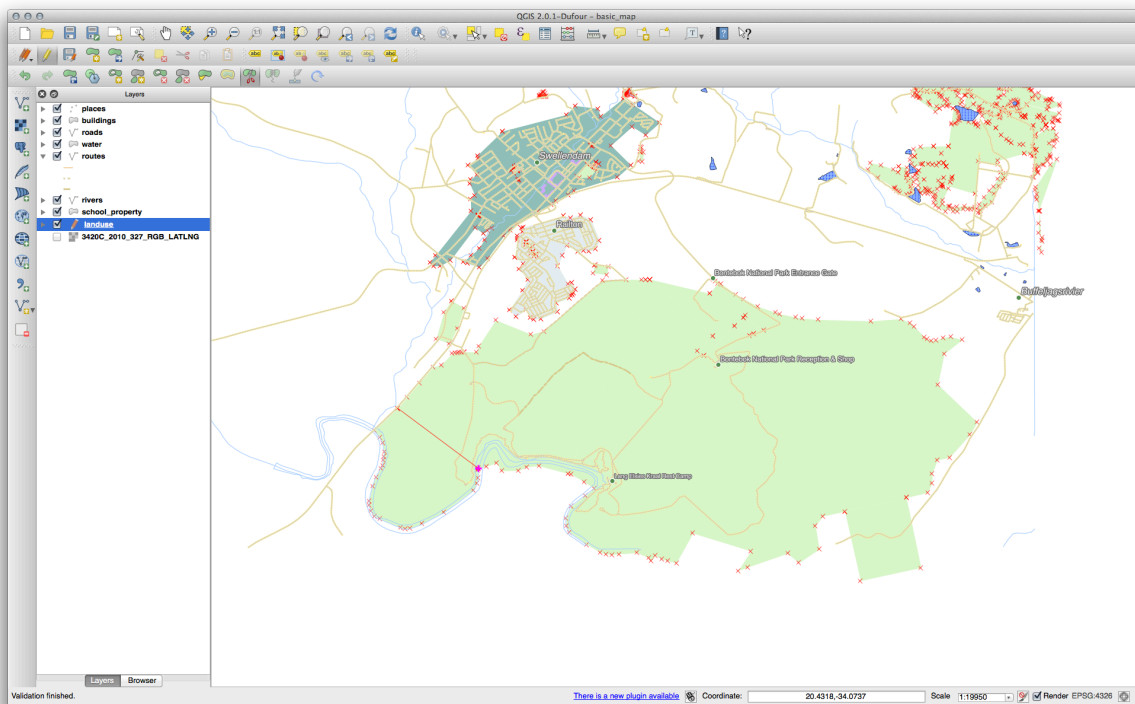 QGIS 2.0.1-Dufour - basic_map
Layers
places
buildings
roads
water
routes
rivers
school_property
landuse
3420C_2010_327_RGB_LATLNG
Swellendam
Railton
Bontebok National Park Entrance Gate
Buffeljagsrivier
Bontebok National Park Reception & Shop
Lang Elsies Kraal Rest Camp
Layers Browser
Validation finished. There is a new plugin available Coordinate: 20.4318,-34.0737 Scale 1:19950 Render EPSG:4326